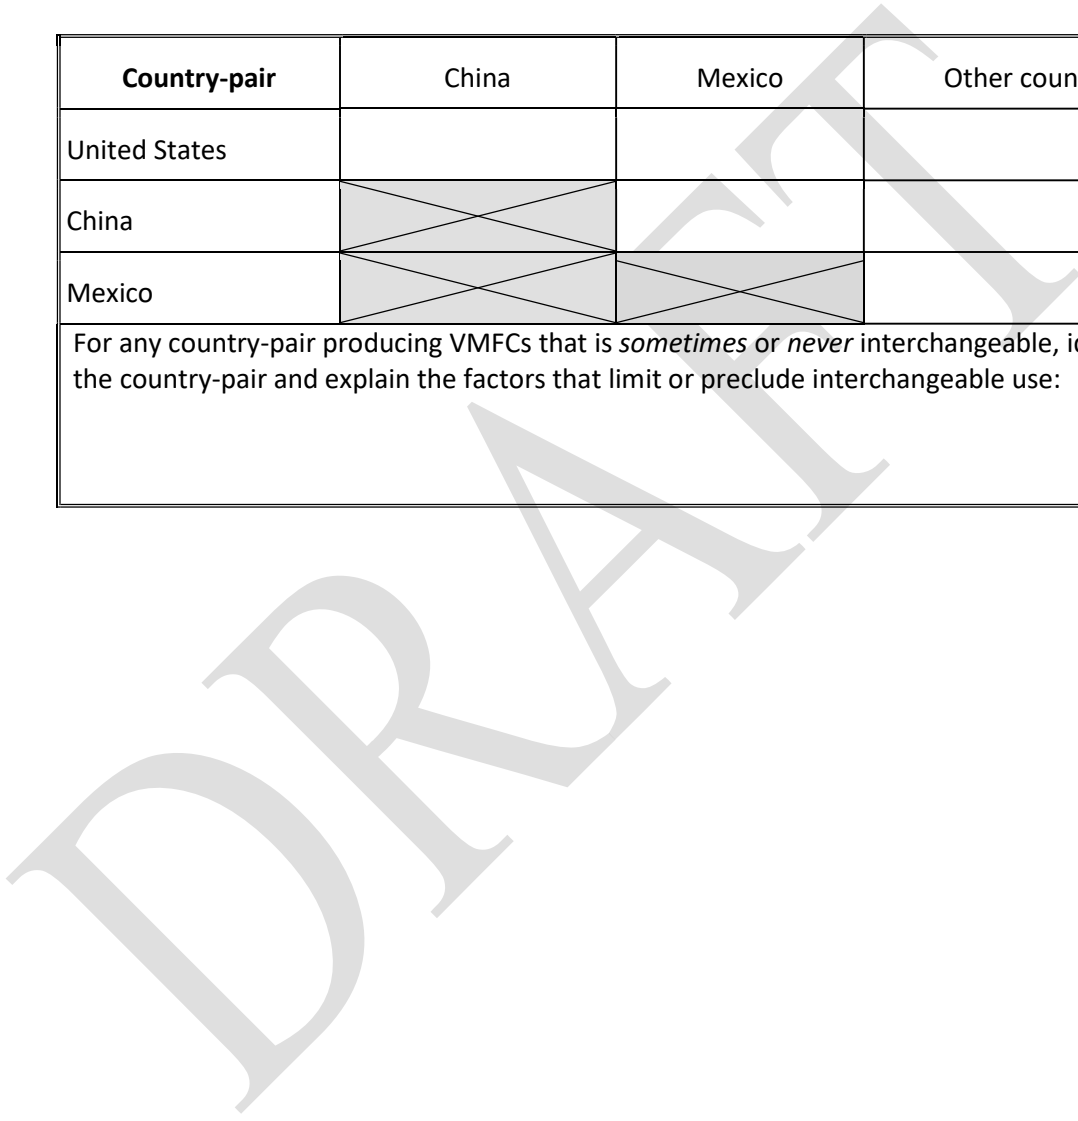 Country-pair China Mexico Other coun
United States
China
Mexico
For any country-pair producing VMFCs that is sometimes or never interchangeable, i
the country-pair and explain the factors that limit or preclude interchangeable use:
DRAFT